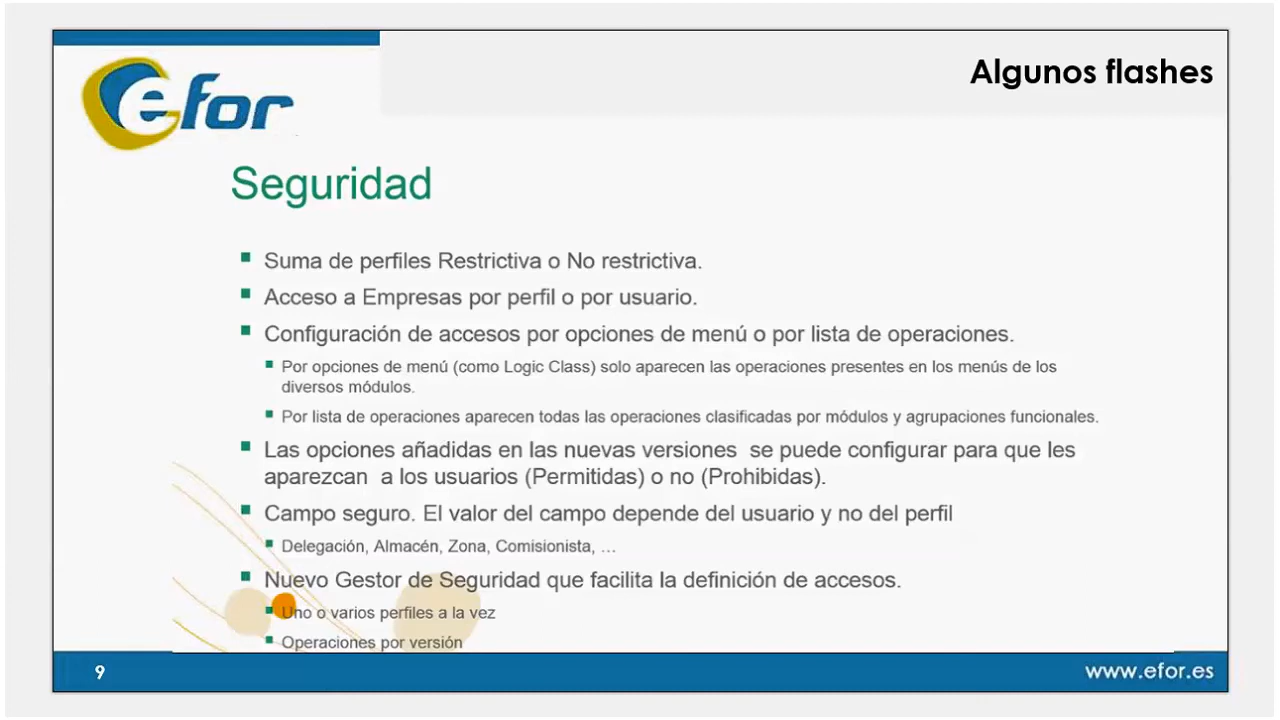 Algunos flashes
efor
Seguridad
Suma de perfiles Restrictiva o No restrictiva.
Acceso a Empresas por perfil o por usuario.
Configuración de accesos por opciones de menú o por lista de operaciones.
Por opciones de menú (como Logic Class) solo aparecen las operaciones presentes en los menús de los
diversos módulos.
Por lista de operaciones aparecen todas las operaciones clasificadas por módulos y agrupaciones funcionales.
Las opciones añadidas en las nuevas versiones se puede configurar para que les
aparezcan a los usuarios (Permitidas) o no (Prohibidas).
Campo seguro. El valor del campo depende del usuario y no del perfil
Delegación, Almacén, Zona, Comisionista, ...
Nuevo Gestor de Seguridad que facilita la definición de accesos.
Uno o varios perfiles a la vez
Operaciones por versión
9
www.efor.es